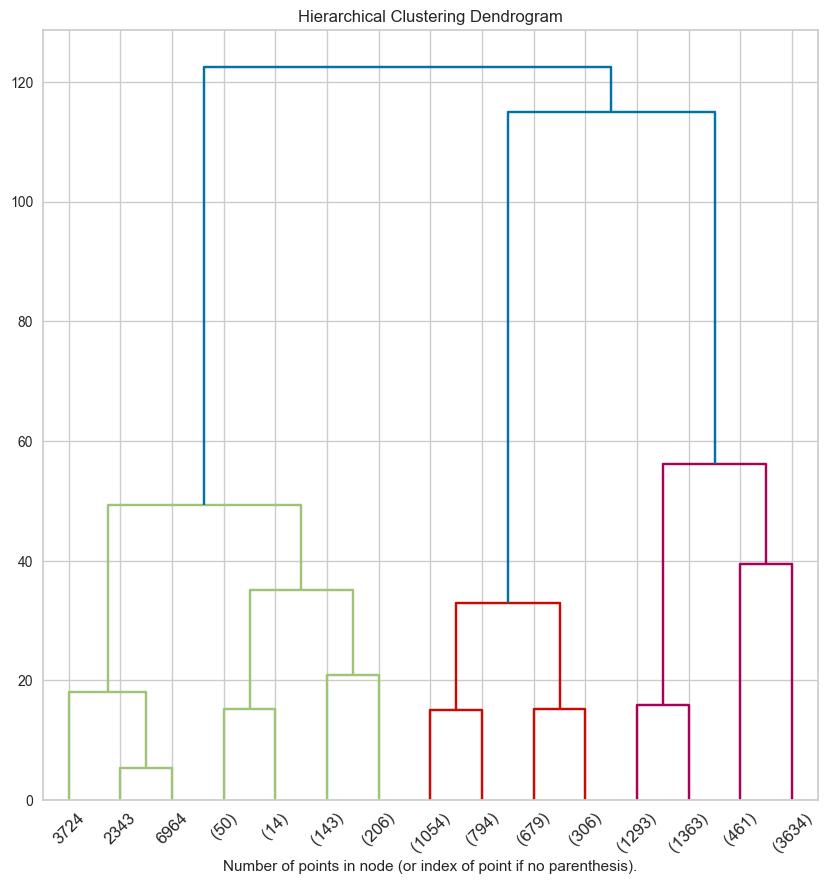 Hierarchical Clustering Dendrogram
120
100
80
60
40
20
0
3724 2343 6964 (50) (14) (143) (206) (1054) (794) (679) (306) (1293) (1363) (461) (3634)
Number of points in node (or index of point if no parenthesis).